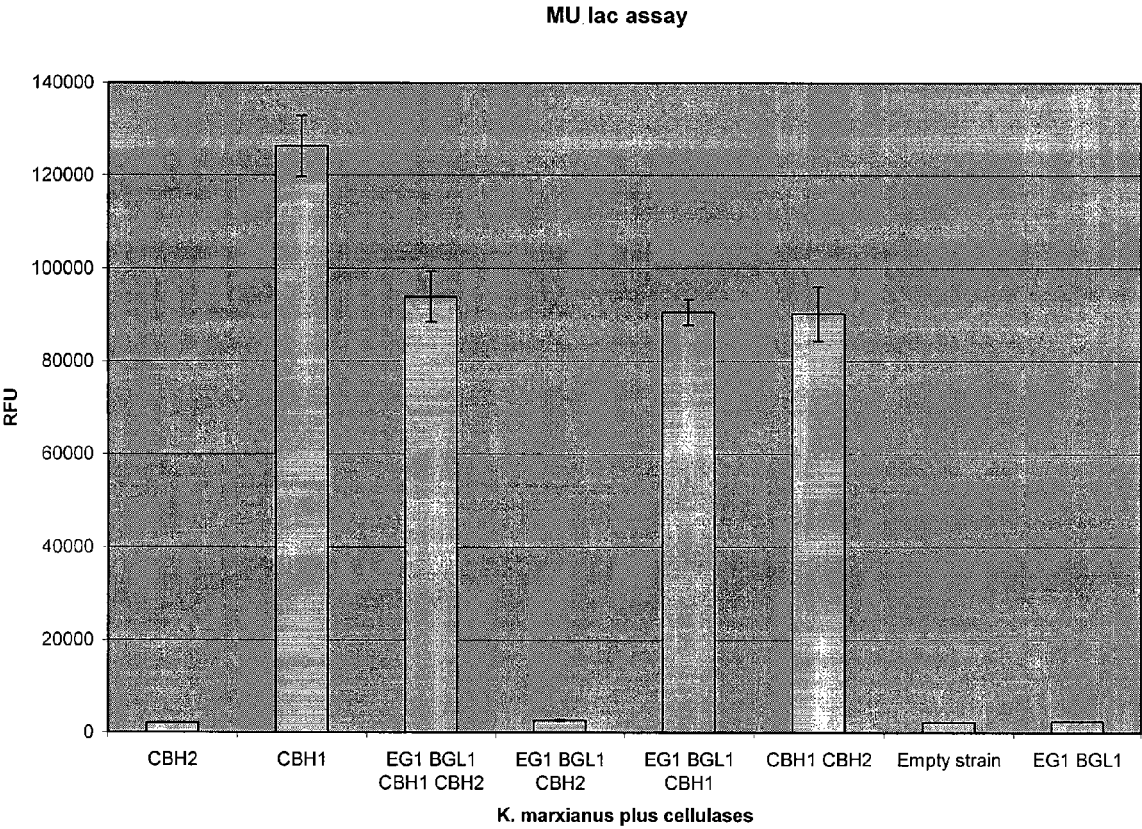 MU lac assay
140000
120000
100000
80000
60000
40000
20000
0
RFU
CBH2
CBH1
EG1 BGL1
CBH1 CBH2
EG1 BGL1
CBH2
EG1 BGL1
CBH1
CBH1 CBH2
Empty strain
EG1 BGL1
K. marxianus plus cellulases